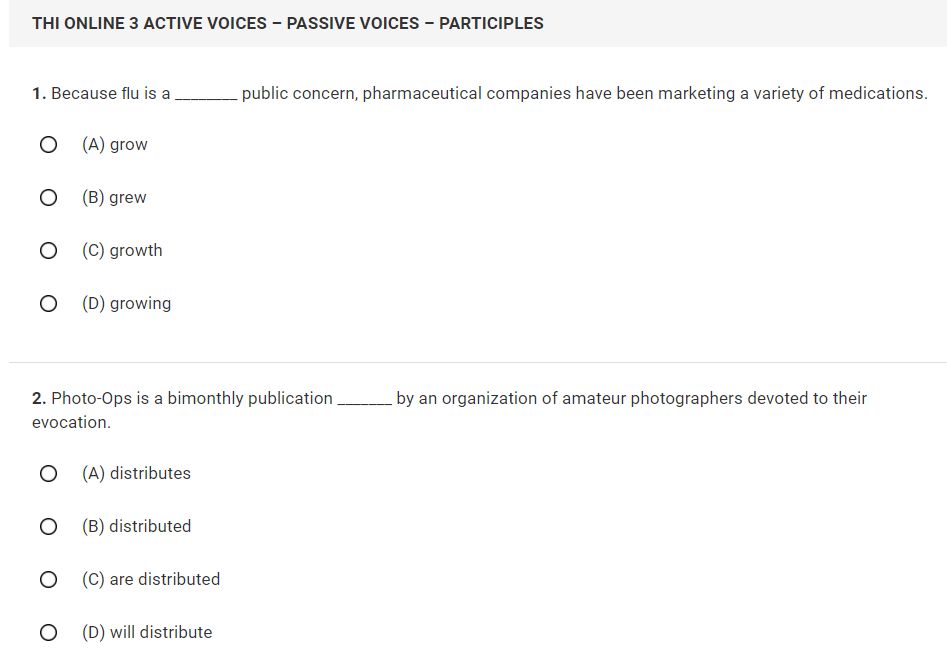 THI ONLINE 3 ACTIVE VOICES – PASSIVE VOICES – PARTICIPLES
1. Because flu is a ________ public concern, pharmaceutical companies have been marketing a variety of medications.
(A) grow
(B) grew
(C) growth
(D) growing
2. Photo-Ops is a bimonthly publication _______ by an organization of amateur photographers devoted to their
evocation.
(A) distributes
(B) distributed
(C) are distributed
(D) will distribute